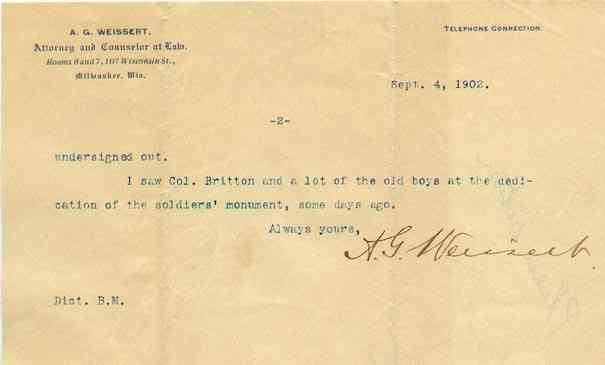 A. G. WEISSERT.
TELEPHONE CONNECTION.
Attorney and Counselor at Law.
Rooms 6 and 7, 107 Wisconsin St.,
Milwaukee, Wis.
Sept. 4, 1902.
-2-
undersigned out.
I saw Col. Britton and a lot of the old boys at the dedi-
cation of the soldiers' monument, some days ago.
Always yours,
A.G. Weissert.
Dict. B.M.